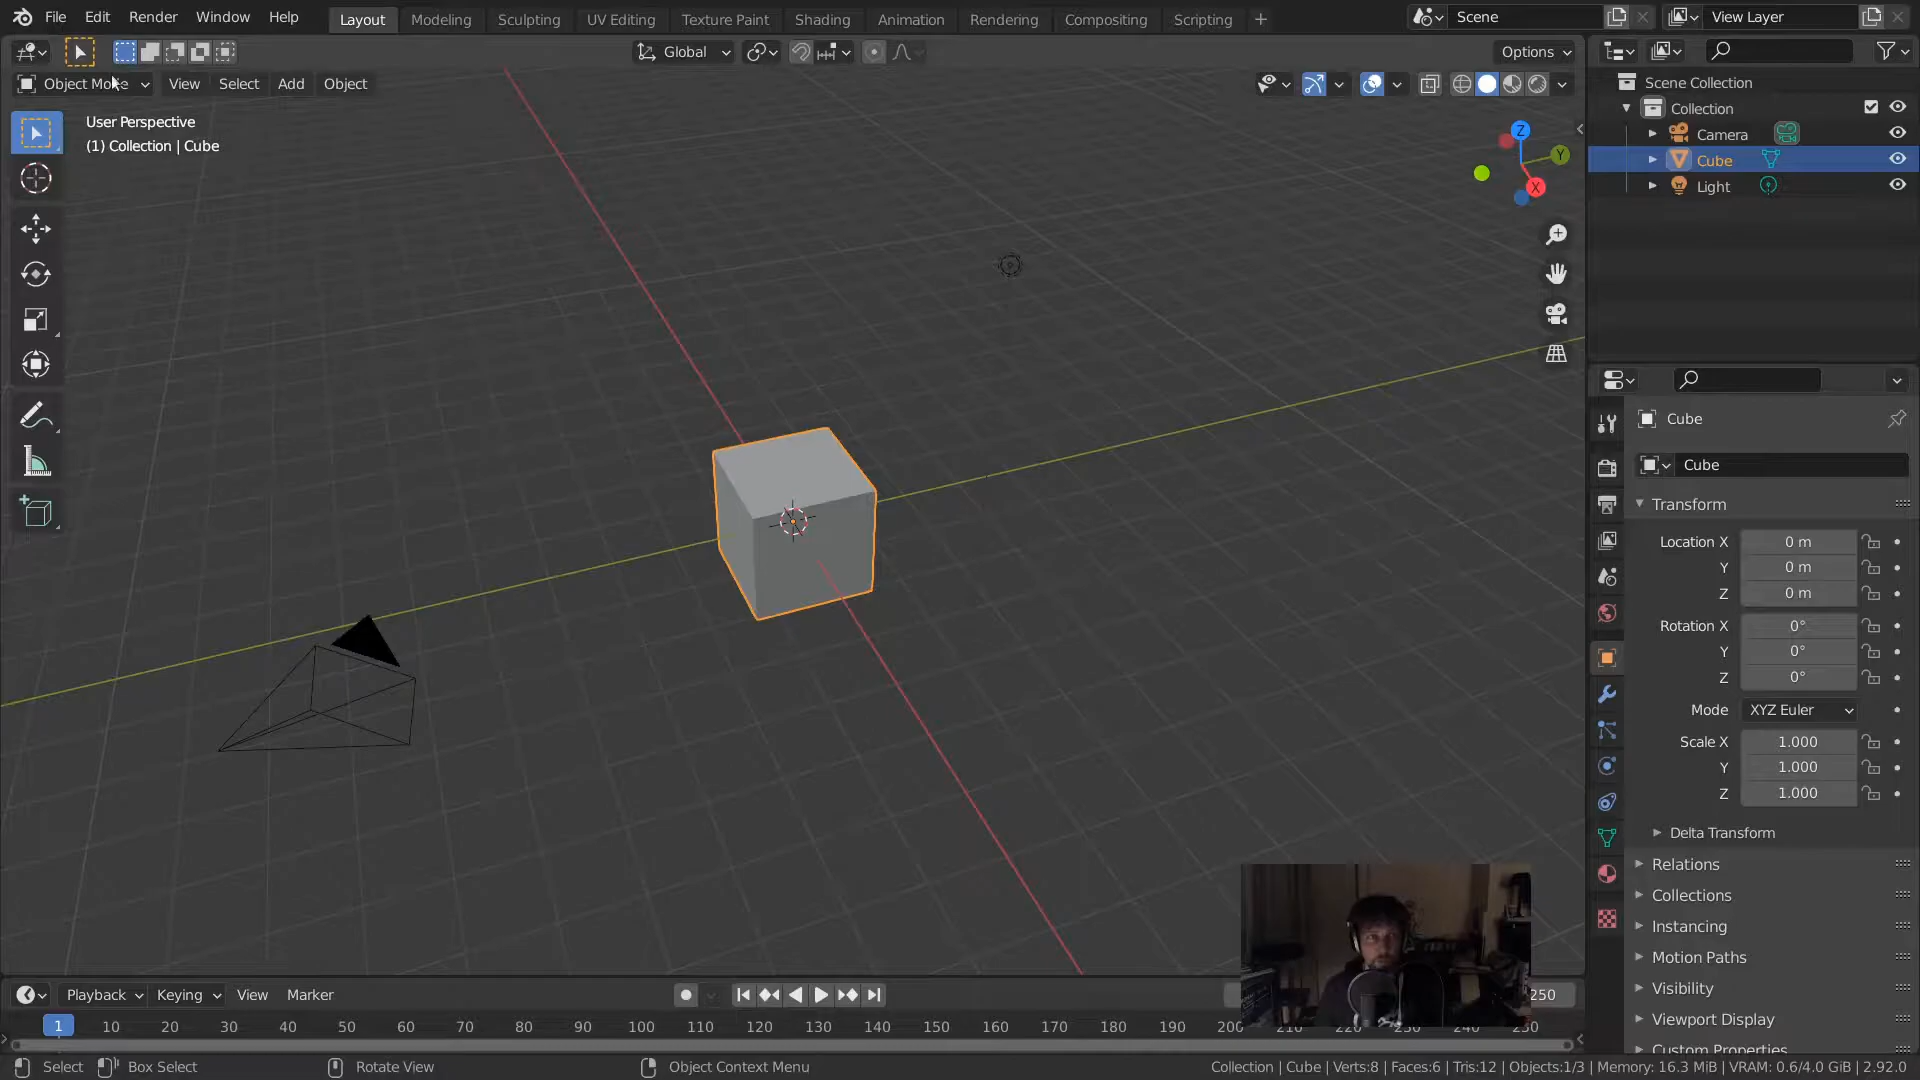 File Edit Render Window Help Layout Modeling Sculpting UV Editing Texture Paint Shading Animation Rendering Compositing Scripting + Scene View Layer
Global Options
Object Mode View Select Add Object
User Perspective
(1) Collection | Cube
Z
Y
X
Scene Collection
Collection
Camera
Cube
Light
Cube
Cube
Transform
Location X 0 m
Y 0 m
Z 0 m
Rotation X 0°
Y 0°
Z 0°
Mode XYZ Euler
Scale X 1.000
Y 1.000
Z 1.000
Delta Transform
Relations
Collections
Instancing
Motion Paths
Visibility
Viewport Display
Custom Properties
Playback Keying View Marker 250
1 10 20 30 40 50 60 70 80 90 100 110 120 130 140 150 160 170 180 190 200 210 220 230 240 250
Select Box Select Rotate View Object Context Menu Collection | Cube | Verts:8 | Faces:6 | Tris:12 | Objects:1/3 | Memory: 16.3 MiB | VRAM: 0.6/4.0 GiB | 2.92.0